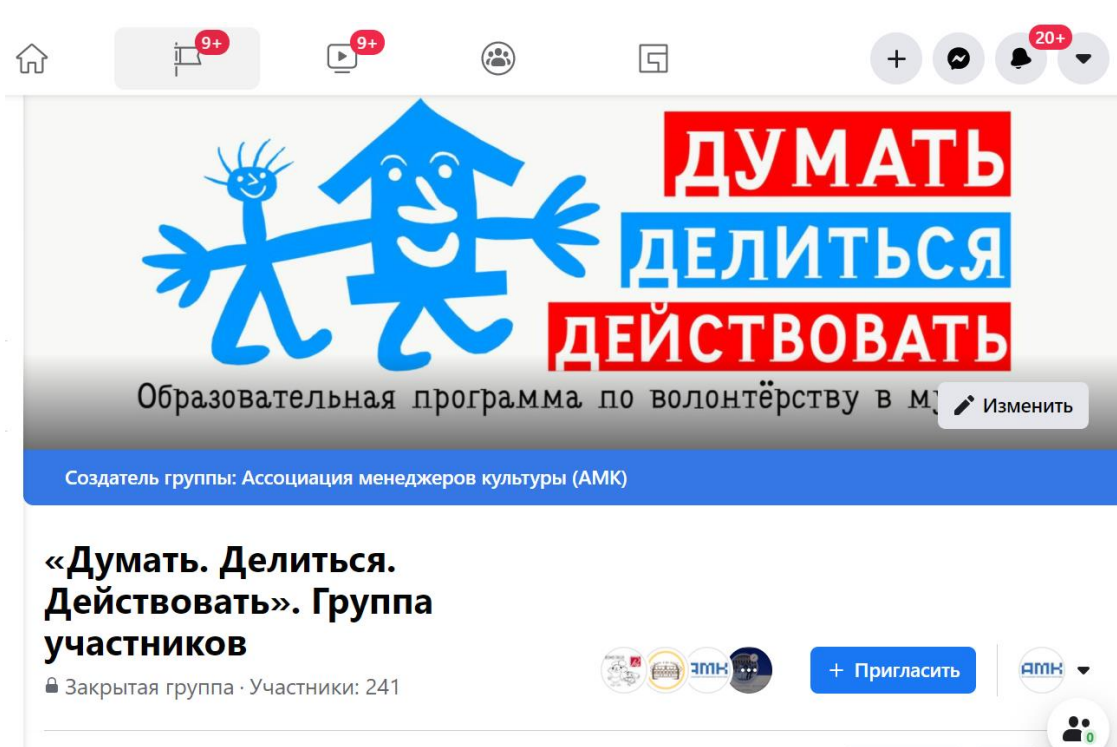 9+
9+
20+
ДУМАТЬ
ДЕЛИТЬСЯ
ДЕЙСТВОВАТЬ
Образовательная программа по волонтёрству в
Изменить
Создатель группы: Ассоциация менеджеров культуры (АМК)
«Думать. Делиться.
Действовать». Группа
участников
Закрытая группа · Участники: 241
АМК
+ Пригласить
АМК
0